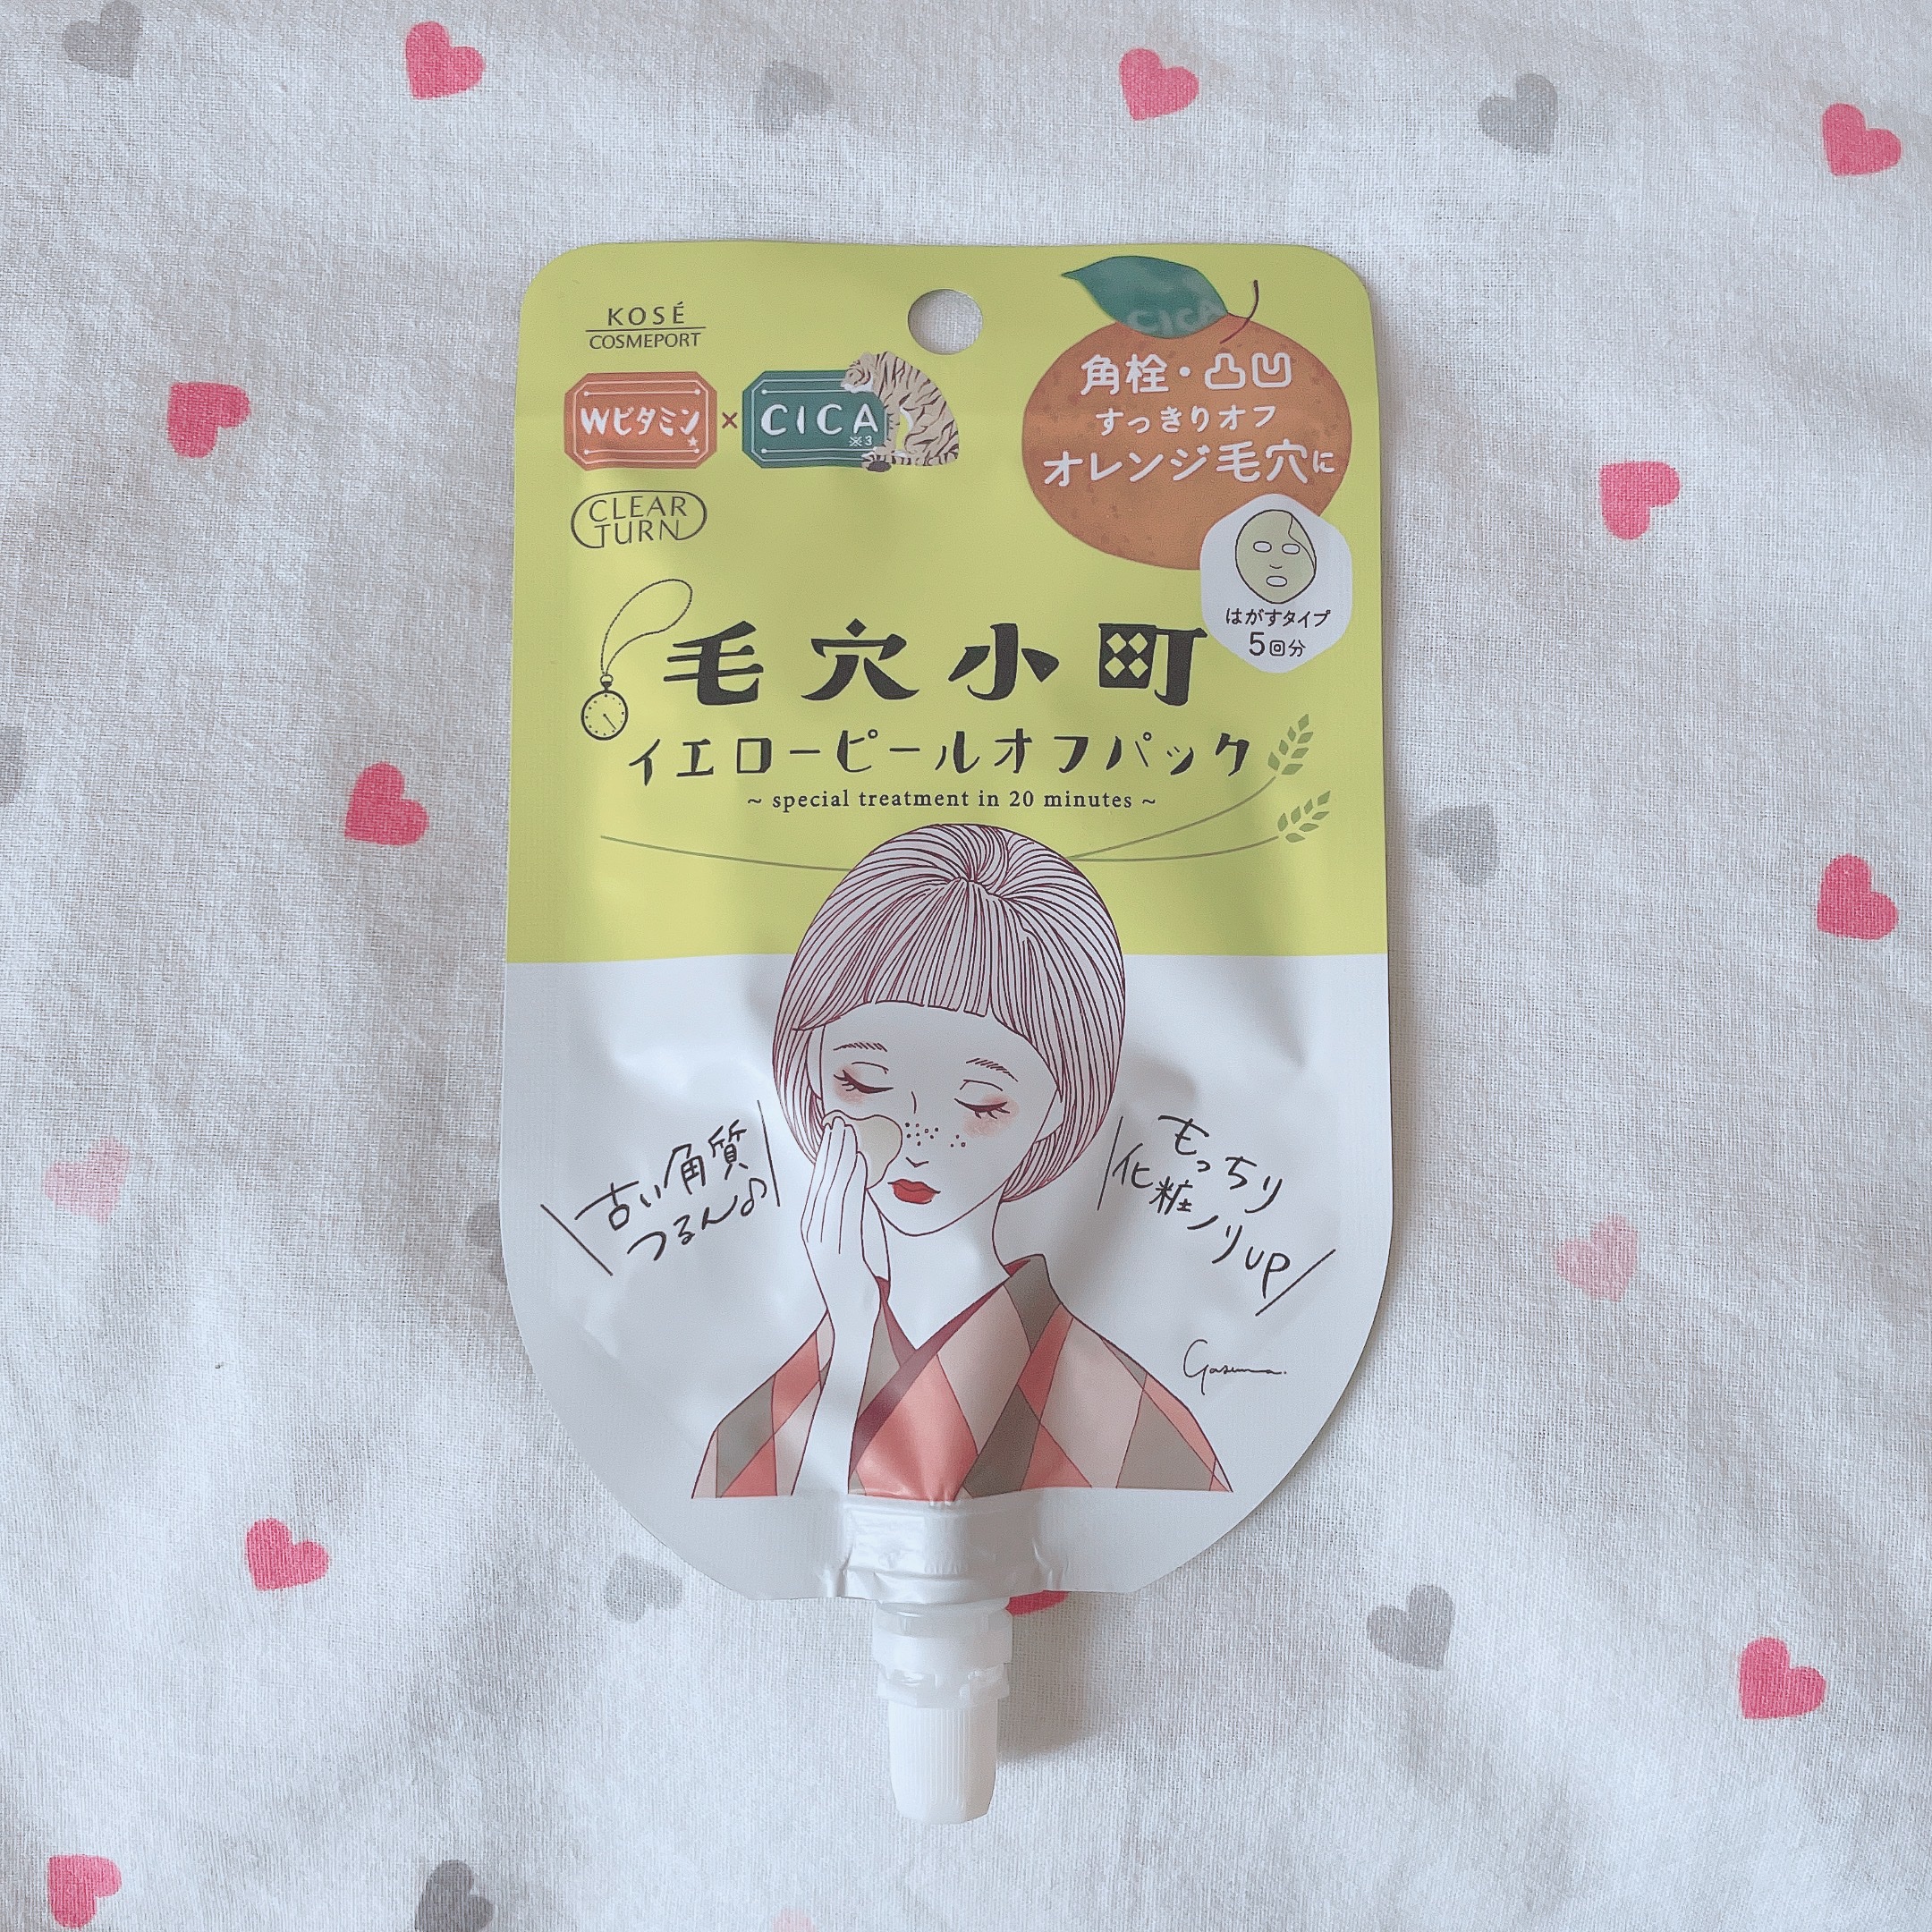 KOSÉ
COSMEPORT
Wビタミン × CICA
※3
CLEAR
TURN
CICA
角栓・凸凹
すっきりオフ
オレンジ毛穴に
はがすタイプ
5回分
毛穴小町
イエローピールオフパック
~ special treatment in 20 minutes ~
古い角質
つるん♪
もっちり
化粧ノリUP